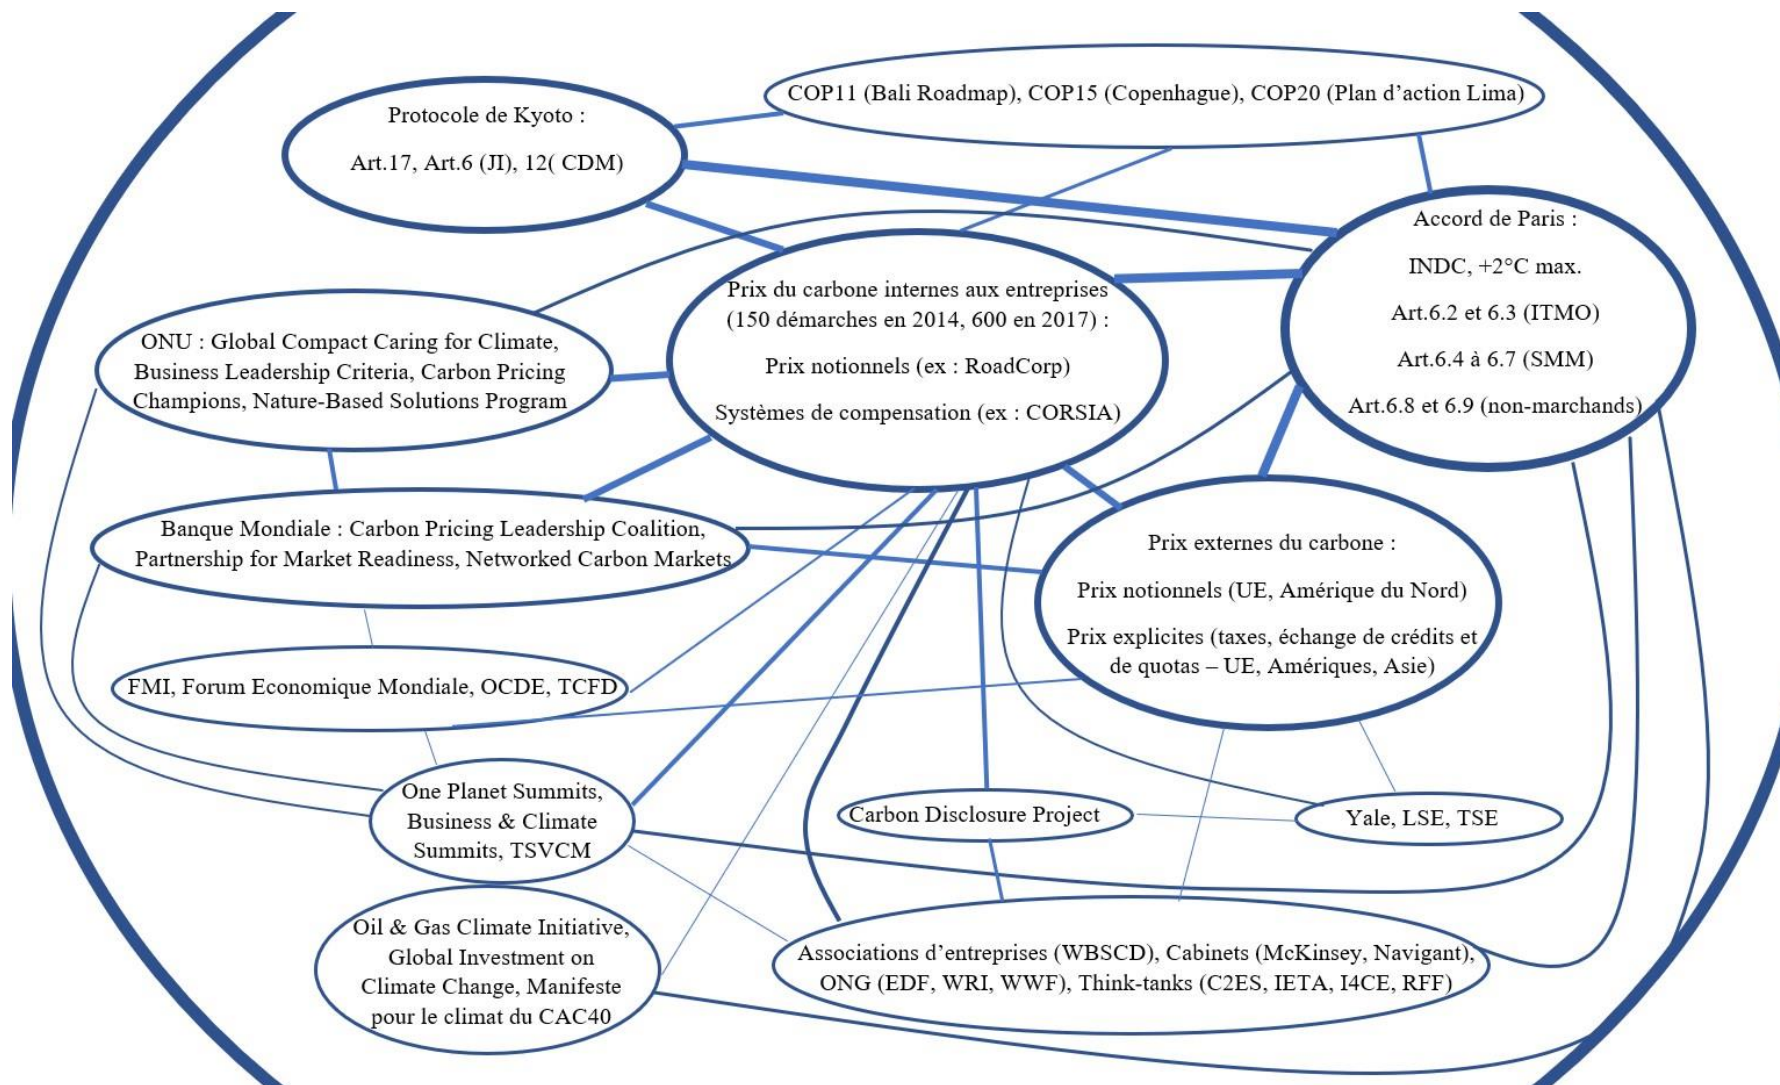 COP11 (Bali Roadmap), COP15 (Copenhague), COP20 (Plan d’action Lima)
Protocole de Kyoto :
Art.17, Art.6 (JI), 12( CDM)
Accord de Paris :
INDC, +2°C max.
Art.6.2 et 6.3 (ITMO)
Art.6.4 à 6.7 (SMM)
Art.6.8 et 6.9 (non-marchands)
Prix du carbone internes aux entreprises
(150 démarches en 2014, 600 en 2017) :
Prix notionnels (ex : RoadCorp)
Systèmes de compensation (ex : CORSIA)
ONU : Global Compact Caring for Climate,
Business Leadership Criteria, Carbon Pricing
Champions, Nature-Based Solutions Program
Banque Mondiale : Carbon Pricing Leadership Coalition,
Partnership for Market Readiness, Networked Carbon Markets
Prix externes du carbone :
Prix notionnels (UE, Amérique du Nord)
Prix explicites (taxes, échange de crédits et
de quotas – UE, Amériques, Asie)
FMI, Forum Economique Mondiale, OCDE, TCFD
One Planet Summits,
Business & Climate
Summits, TSVCM
Carbon Disclosure Project
Yale, LSE, TSE
Oil & Gas Climate Initiative,
Global Investment on
Climate Change, Manifeste
pour le climat du CAC40
Associations d’entreprises (WBSCD), Cabinets (McKinsey, Navigant),
ONG (EDF, WRI, WWF), Think-tanks (C2ES, IETA, I4CE, RFF)